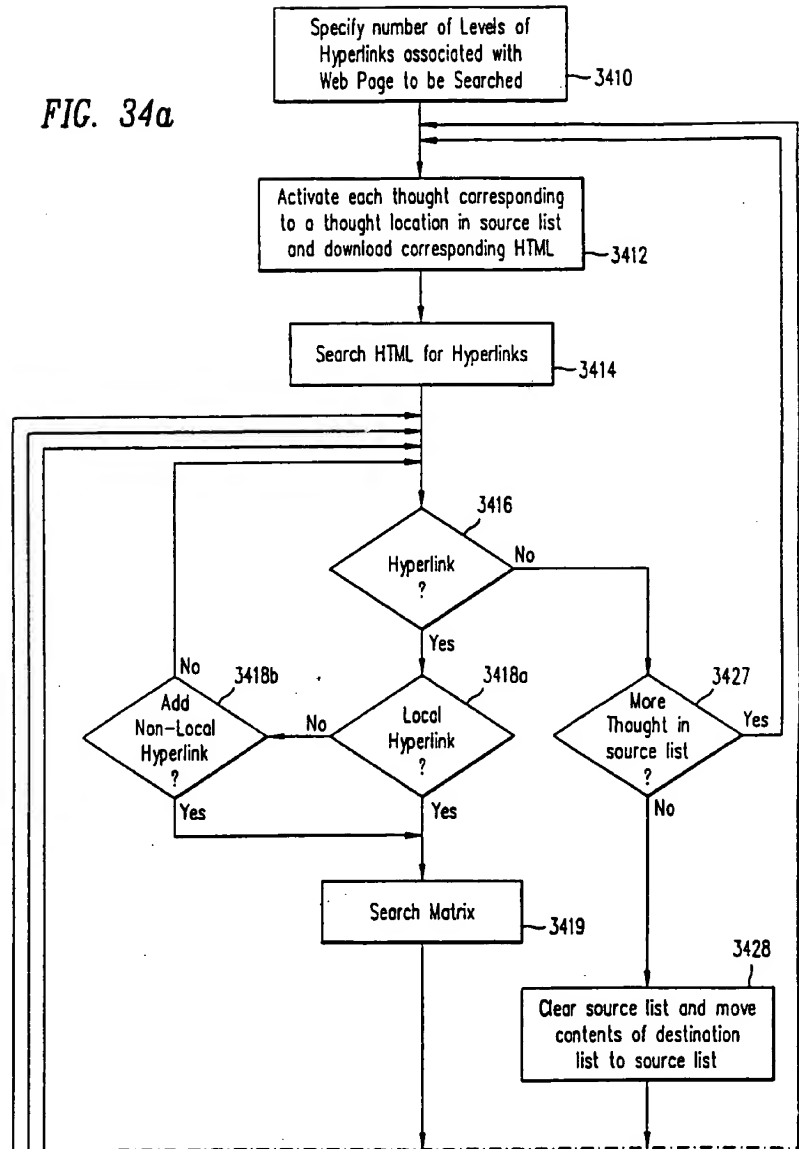 FIG. 34a
Specify number of Levels of
Hyperlinks associated with
Web Page to be Searched
3410
Activate each thought corresponding
to a thought location in source list
and download corresponding HTML
3412
Search HTML for Hyperlinks
3414
3416
Hyperlink
?
No
Yes
3418b
No
Add
Non-Local
Hyperlink
?
Yes
3418a
No
Local
Hyperlink
?
Yes
3427
More
Thought in
source list
?
Yes
No
Search Matrix
3419
3428
Clear source list and move
contents of destination
list to source list